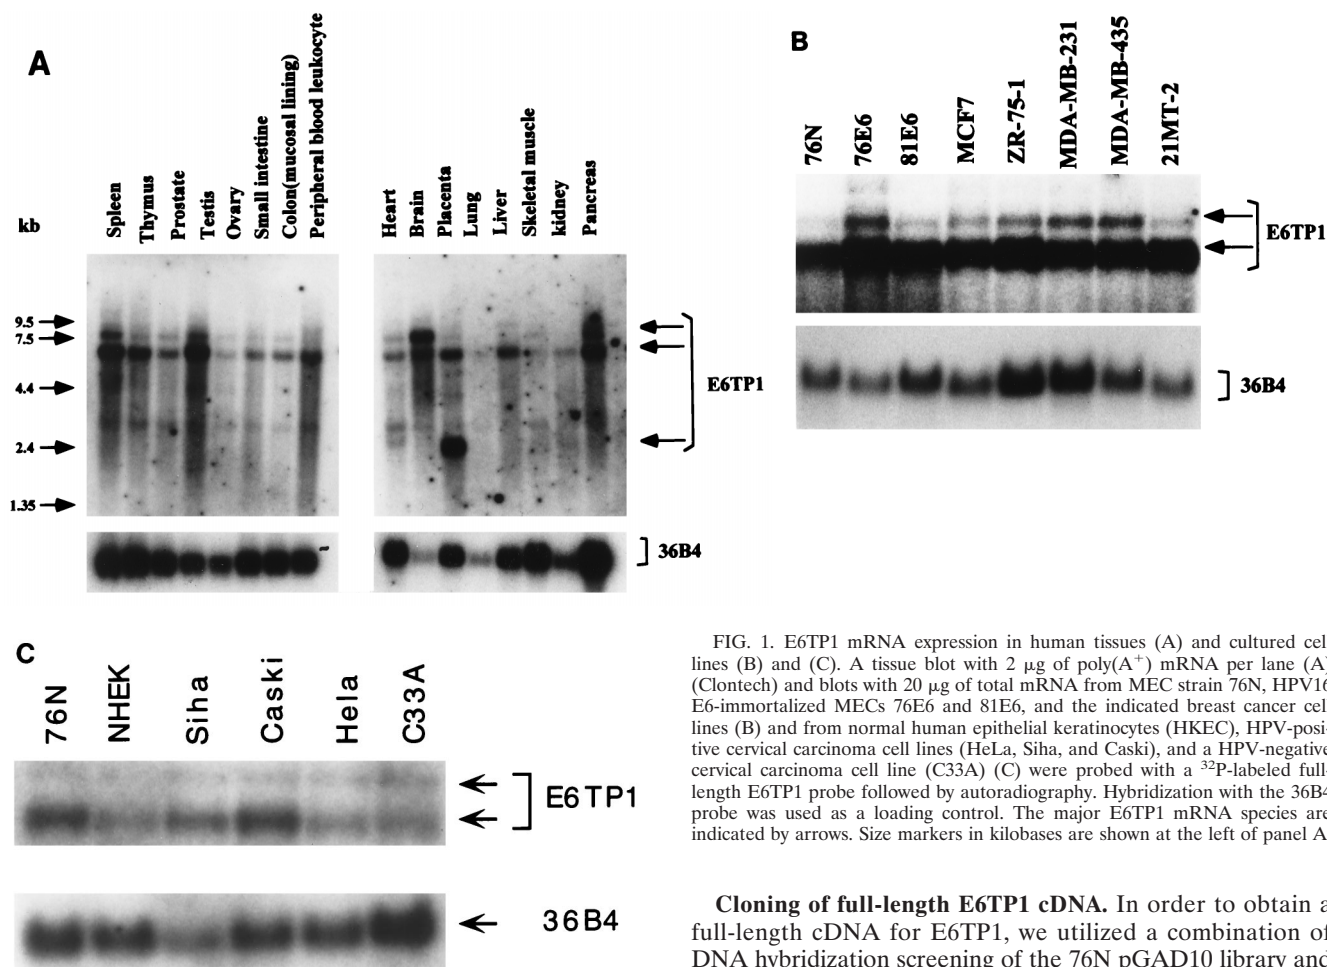 A
kb
Spleen
Thymus
Prostate
Testis
Ovary
Small intestine
Colon(mucosal lining)
Peripheral blood leukocyte
Heart
Brain
Placenta
Lung
Liver
Skeletal muscle
kidney
Pancreas
9.5
7.5
4.4
2.4
1.35
E6TP1
36B4
B
76N
76E6
81E6
MCF7
ZR-75-1
MDA-MB-231
MDA-MB-435
21MT-2
E6TP1
36B4
C
76N
NHEK
Siha
Caski
Hela
C33A
E6TP1
36B4
FIG. 1. E6TP1 mRNA expression in human tissues (A) and cultured cel
lines (B) and (C). A tissue blot with 2 μg of poly(A⁺) mRNA per lane (A)
(Clontech) and blots with 20 μg of total mRNA from MEC strain 76N, HPV16
E6-immortalized MECs 76E6 and 81E6, and the indicated breast cancer cel
lines (B) and from normal human epithelial keratinocytes (HKEC), HPV-posi-
tive cervical carcinoma cell lines (HeLa, Siha, and Caski), and a HPV-negative
cervical carcinoma cell line (C33A) (C) were probed with a ³²P-labeled full-
length E6TP1 probe followed by autoradiography. Hybridization with the 36B4
probe was used as a loading control. The major E6TP1 mRNA species are
indicated by arrows. Size markers in kilobases are shown at the left of panel A
Cloning of full-length E6TP1 cDNA. In order to obtain a
full-length cDNA for E6TP1, we utilized a combination of
DNA hybridization screening of the 76N pGAD10 library and